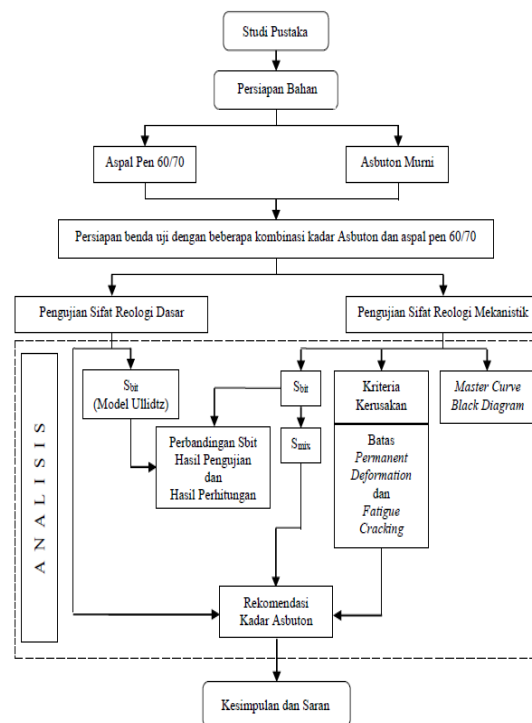 Studi Pustaka
Persiapan Bahan
Aspal Pen 60/70
Asbuton Murni
Persiapan benda uji dengan beberapa kombinasi kadar Asbuton dan aspal pen 60/70
Pengujian Sifat Reologi Dasar
Pengujian Sifat Reologi Mekanistik
ANALISIS
Sbit
(Model Ullidtz)
Sbit
Kriteria
Kerusakan
Master Curve
Black Diagram
Perbandingan Sbit
Hasil Pengujian
dan
Hasil Perhitungan
Smix
Batas
Permanent
Deformation
dan
Fatigue
Cracking
Rekomendasi
Kadar Asbuton
Kesimpulan dan Saran